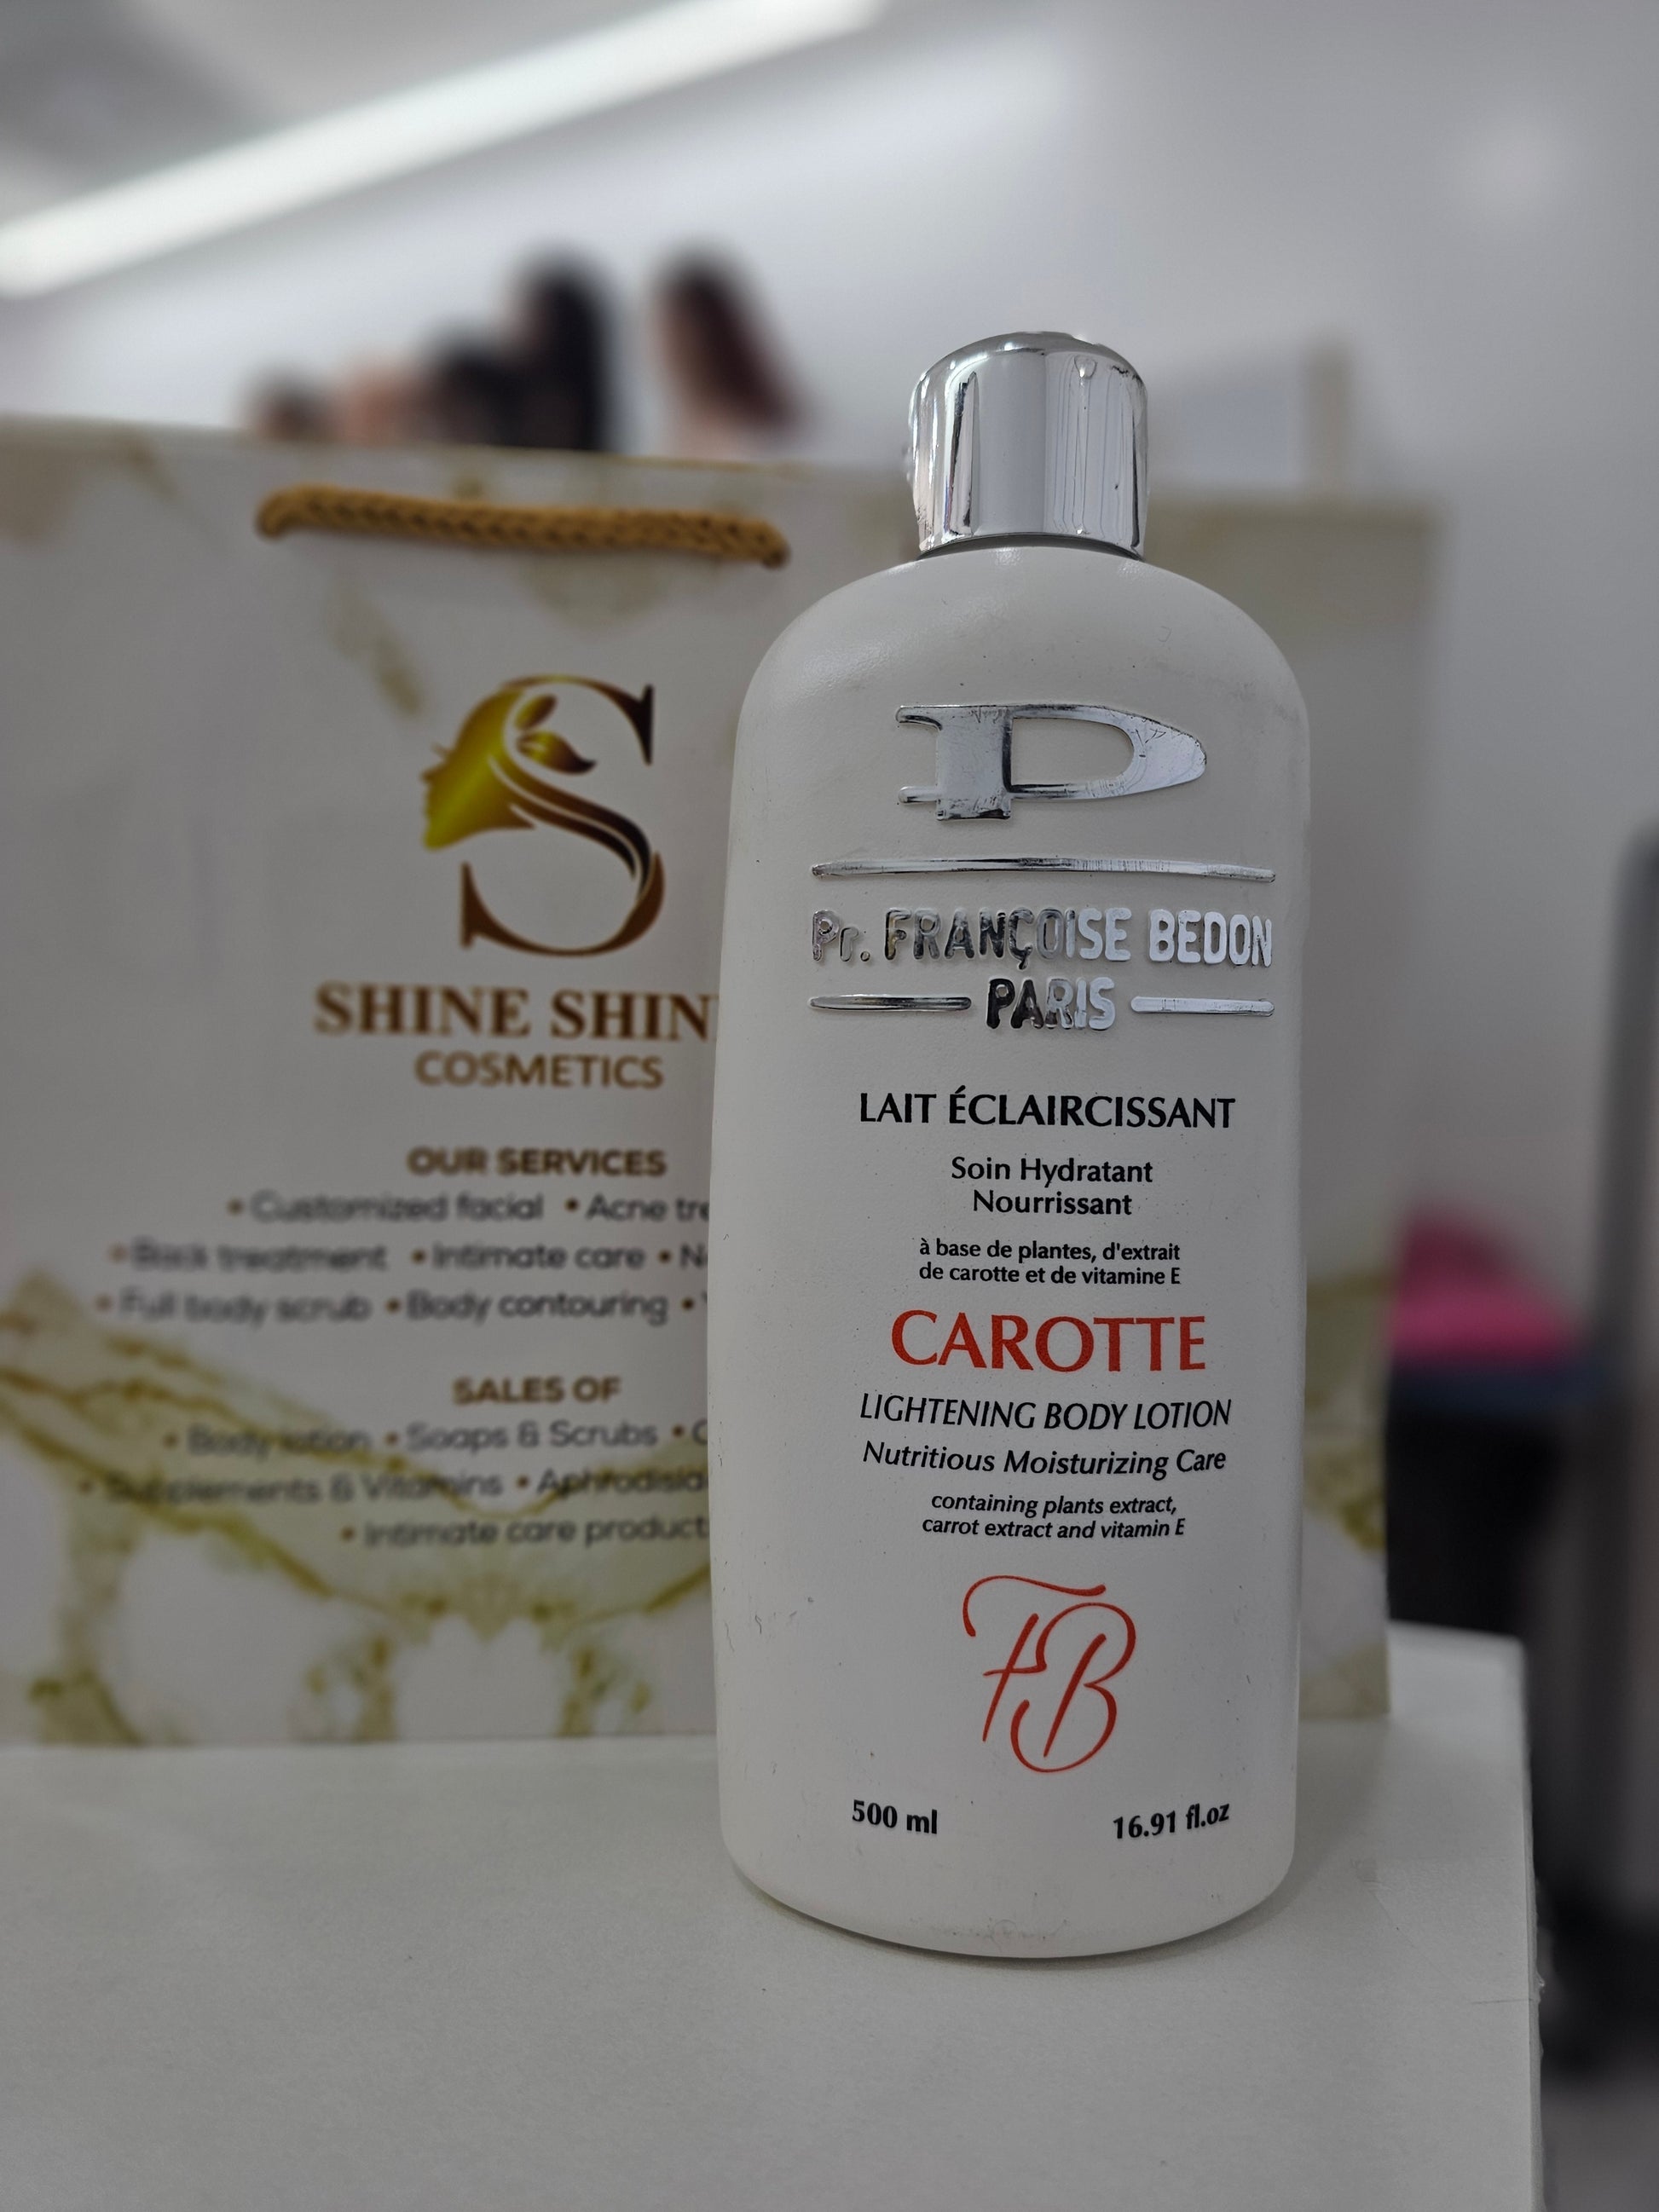 SHINE SHIN
COSMETICS
OUR SERVICES
• Customized facial • Acne
• Back treatment • Intimate care •
• Full body scrub • Body contouring •
SALES OF
• Body lotion • Soaps & Scrubs •
• Supplements & Vitamins •
• Intimate care product
P
Pr. FRANÇOISE BEDON
PARIS
LAIT ÉCLAIRCISSANT
Soin Hydratant
Nourrissant
à base de plantes, d'extrait
de carotte et de vitamine E
CAROTTE
LIGHTENING BODY LOTION
Nutritious Moisturizing Care
containing plants extract,
carrot extract and vitamin E
FB
500 ml 16.91 fl.oz